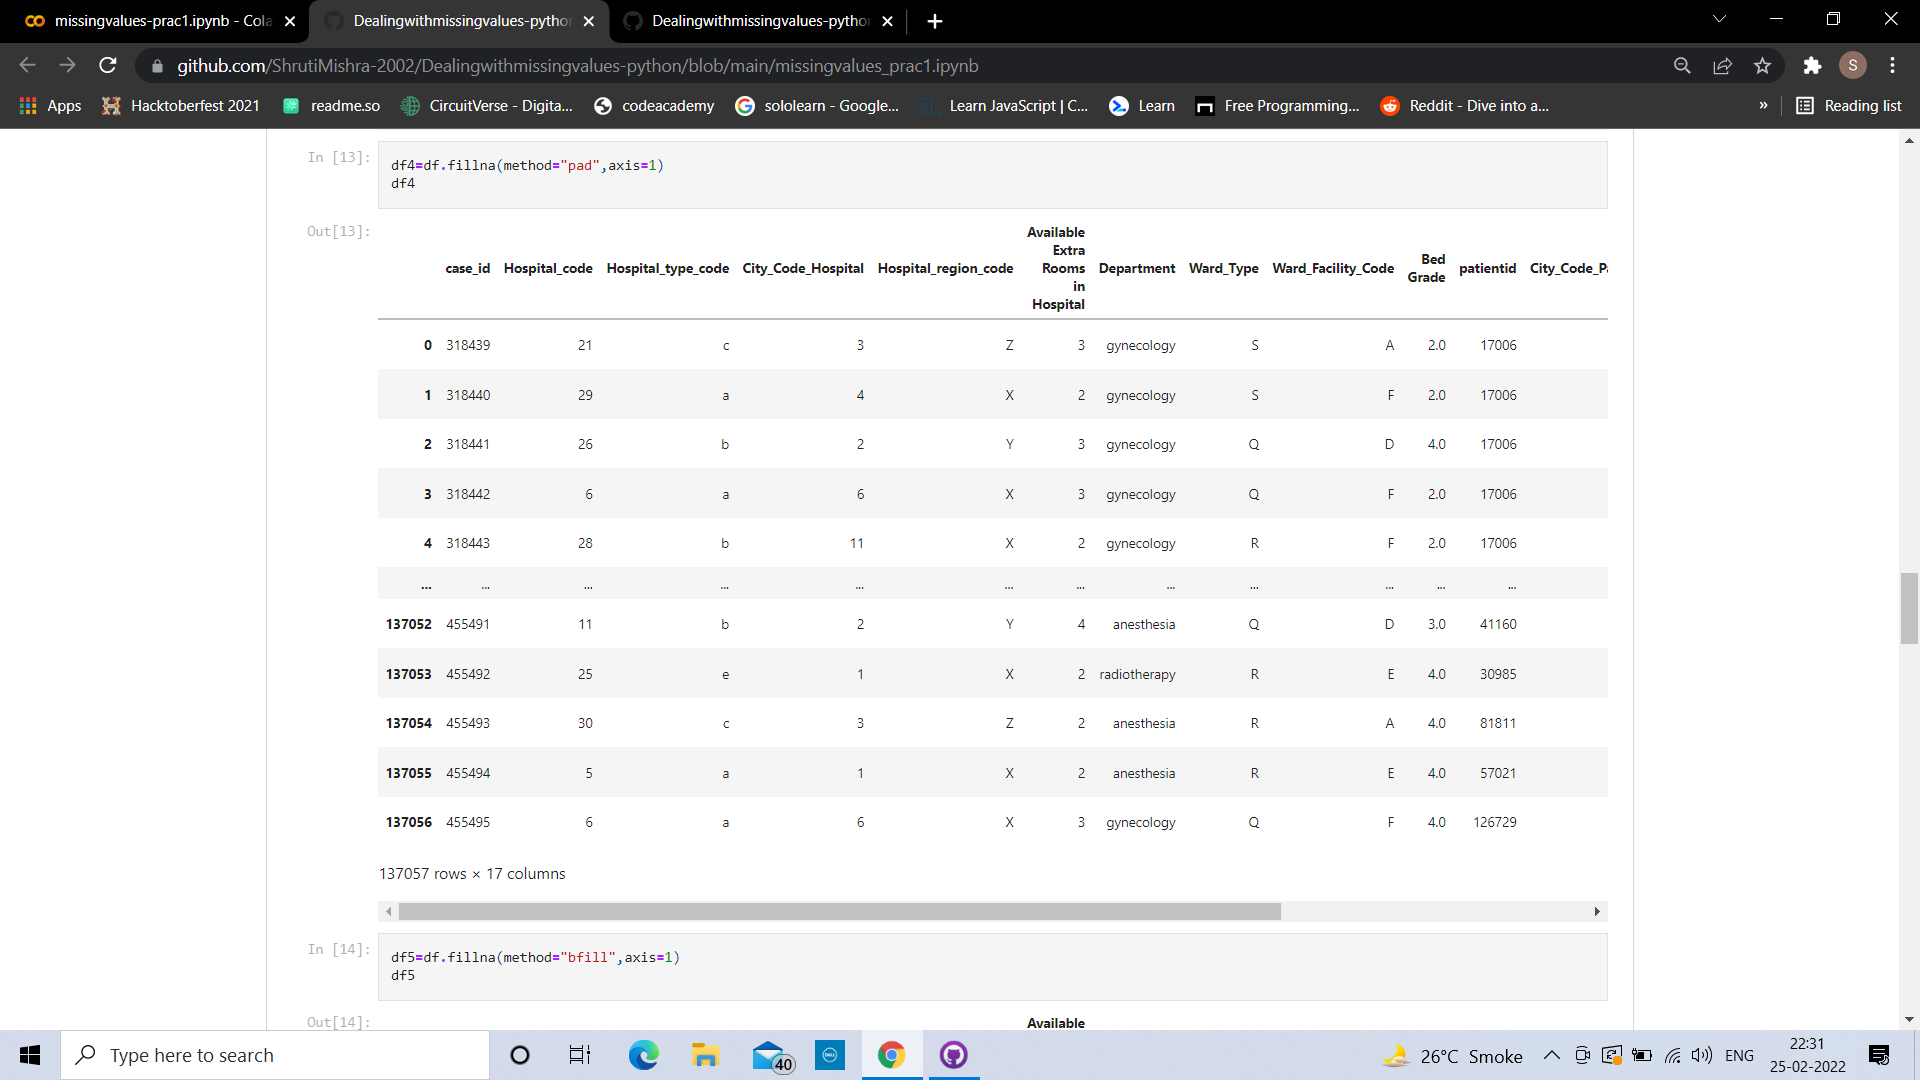 missingvalues-prac1.ipynb - Cola
Dealingwithmissingvalues-python
Dealingwithmissingvalues-python
github.com/ShrutiMishra-2002/Dealingwithmissingvalues-python/blob/main/missingvalues_prac1.ipynb
S
Apps Hacktoberfest 2021 readme.so CircuitVerse - Digita... codeacademy sololearn - Google... Learn JavaScript | C... Learn Free Programming... Reddit - Dive into a... » Reading list
In [13]:
df4=df.fillna(method="pad",axis=1)
df4
Out[13]:
case_id Hospital_code Hospital_type_code City_Code_Hospital Hospital_region_code Available Extra Rooms in Hospital Department Ward_Type Ward_Facility_Code Bed Grade patientid City_Code_Pa
0 318439 21 c 3 Z 3 gynecology S A 2.0 17006
1 318440 29 a 4 X 2 gynecology S F 2.0 17006
2 318441 26 b 2 Y 3 gynecology Q D 4.0 17006
3 318442 6 a 6 X 3 gynecology Q F 2.0 17006
4 318443 28 b 11 X 2 gynecology R F 2.0 17006
... ... ... ... ... ... ... ... ... ... ... ...
137052 455491 11 b 2 Y 4 anesthesia Q D 3.0 41160
137053 455492 25 e 1 X 2 radiotherapy R E 4.0 30985
137054 455493 30 c 3 Z 2 anesthesia R A 4.0 81811
137055 455494 5 a 1 X 2 anesthesia R E 4.0 57021
137056 455495 6 a 6 X 3 gynecology Q F 4.0 126729
137057 rows × 17 columns
In [14]:
df5=df.fillna(method="bfill",axis=1)
df5
Out[14]:
Available
Type here to search
40
DELL
26°C Smoke
ENG
22:31
25-02-2022